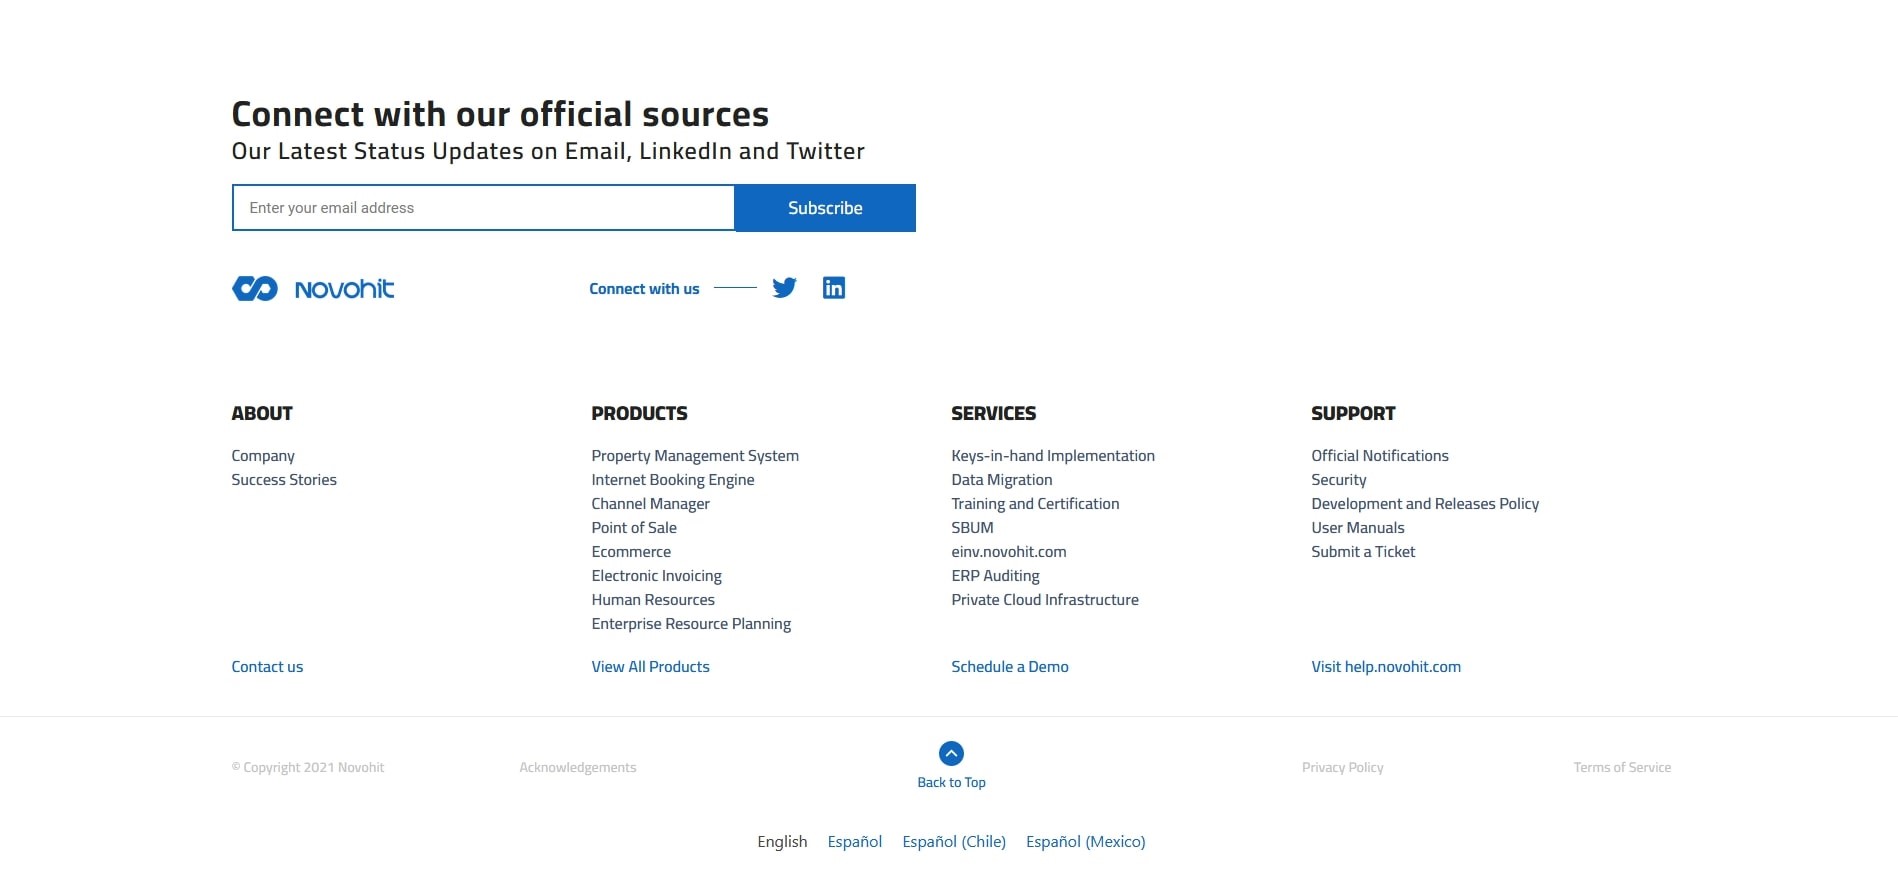 Connect with our official sources
Our Latest Status Updates on Email, LinkedIn and Twitter
Enter your email address
Subscribe
novohit
Connect with us
in
ABOUT
Company
Success Stories
Contact us
PRODUCTS
Property Management System
Internet Booking Engine
Channel Manager
Point of Sale
Ecommerce
Electronic Invoicing
Human Resources
Enterprise Resource Planning
View All Products
SERVICES
Keys-in-hand Implementation
Data Migration
Training and Certification
SBUM
einv.novohit.com
ERP Auditing
Private Cloud Infrastructure
Schedule a Demo
SUPPORT
Official Notifications
Security
Development and Releases Policy
User Manuals
Submit a Ticket
Visit help.novohit.com
© Copyright 2021 Novohit
Acknowledgements
Back to Top
Privacy Policy
Terms of Service
English Español Español (Chile) Español (Mexico)